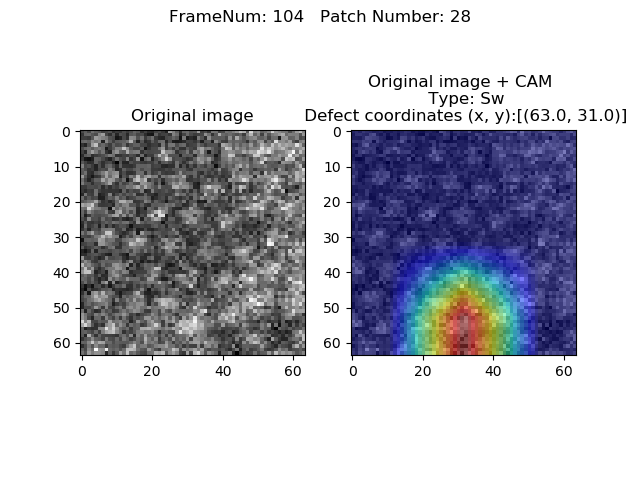 FrameNum: 104   Patch Number: 28
Original image
Original image + CAM
Type: Sw
Defect coordinates (x, y):[(63.0, 31.0)]
0
10
20
30
40
50
60
0 20 40 60
0
10
20
30
40
50
60
0 20 40 60